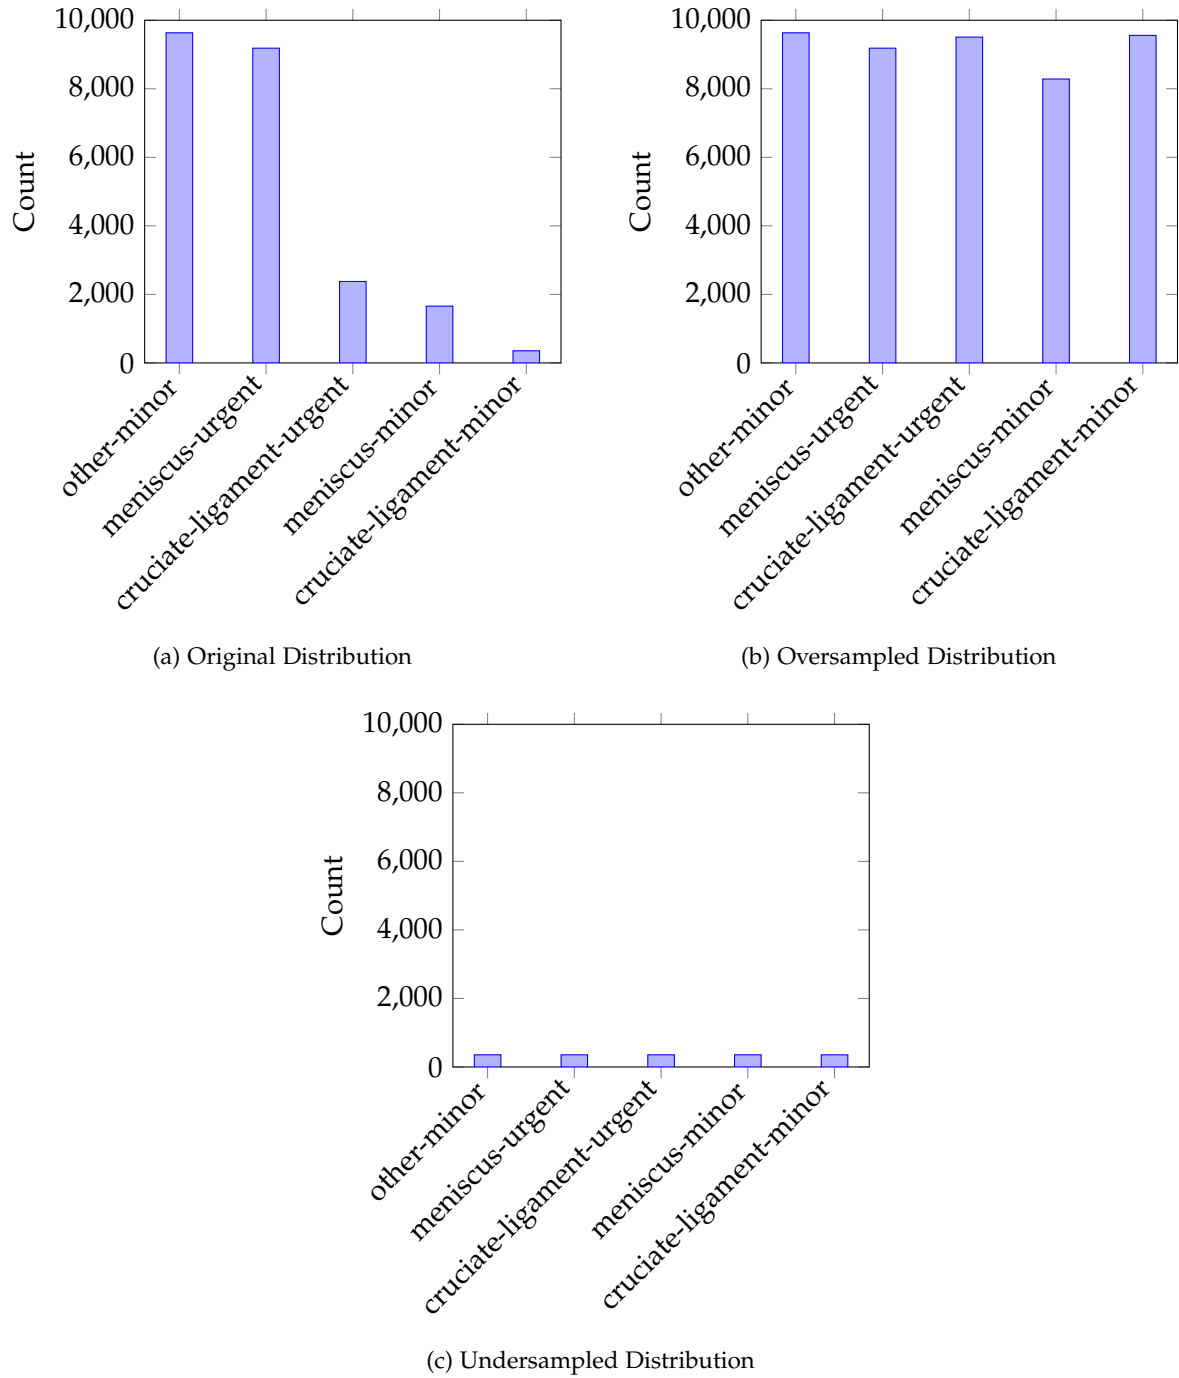 10,000
8,000
6,000
4,000
2,000
0
Count
other-minor
meniscus-urgent
cruciate-ligament-urgent
meniscus-minor
cruciate-ligament-minor
(a) Original Distribution
10,000
8,000
6,000
4,000
2,000
0
Count
other-minor
meniscus-urgent
cruciate-ligament-urgent
meniscus-minor
cruciate-ligament-minor
(b) Oversampled Distribution
10,000
8,000
6,000
4,000
2,000
0
Count
other-minor
meniscus-urgent
cruciate-ligament-urgent
meniscus-minor
cruciate-ligament-minor
(c) Undersampled Distribution